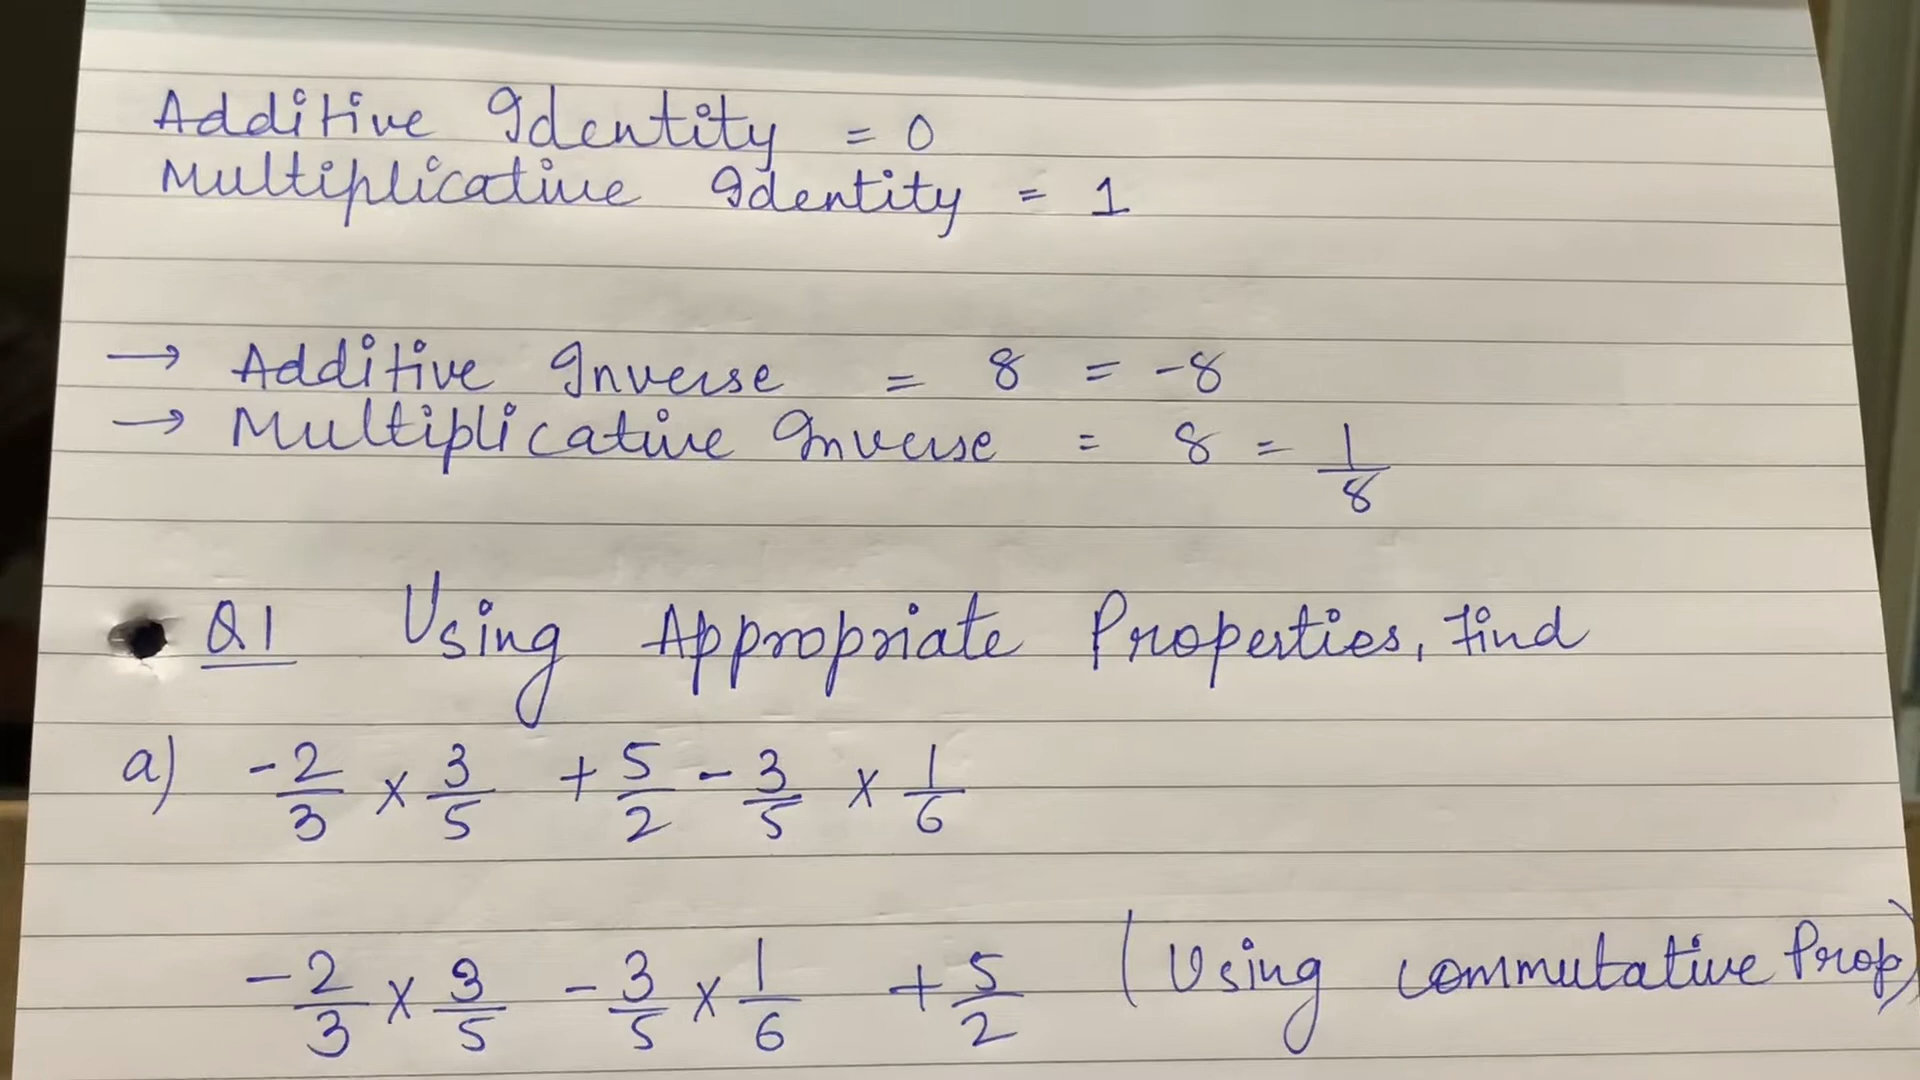 Additive Identity = 0
Multiplicative Identity = 1
→ Additive Inverse = 8 = -8
→ Multiplicative Inverse = 8 = 1/8
Q1 Using Appropriate Properties, find
a) -2/3 × 3/5 + 5/2 - 3/5 × 1/6
-2/3 × 3/5 - 3/5 × 1/6 + 5/2 (Using commutative Prop)